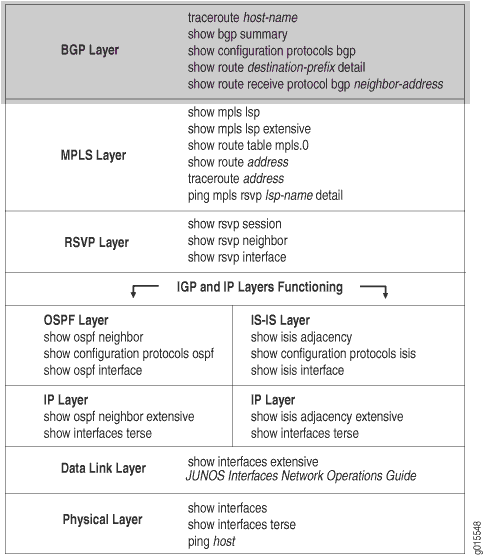 BGP Layer
traceroute host-name
show bgp summary
show configuration protocols bgp
show route destination-prefix detail
show route receive protocol bgp neighbor-address
MPLS Layer
show mpls lsp
show mpls lsp extensive
show route table mpls.0
show route address
traceroute address
ping mpls rsvp lsp-name detail
RSVP Layer
show rsvp session
show rsvp neighbor
show rsvp interface
IGP and IP Layers Functioning
OSPF Layer
show ospf neighbor
show configuration protocols ospf
show ospf interface
IS-IS Layer
show isis adjacency
show configuration protocols isis
show isis interface
IP Layer
show ospf neighbor extensive
show interfaces terse
IP Layer
show isis adjacency extensive
show interfaces terse
Data Link Layer
show interfaces extensive
JUNOS Interfaces Network Operations Guide
Physical Layer
show interfaces
show interfaces terse
ping host
g015548